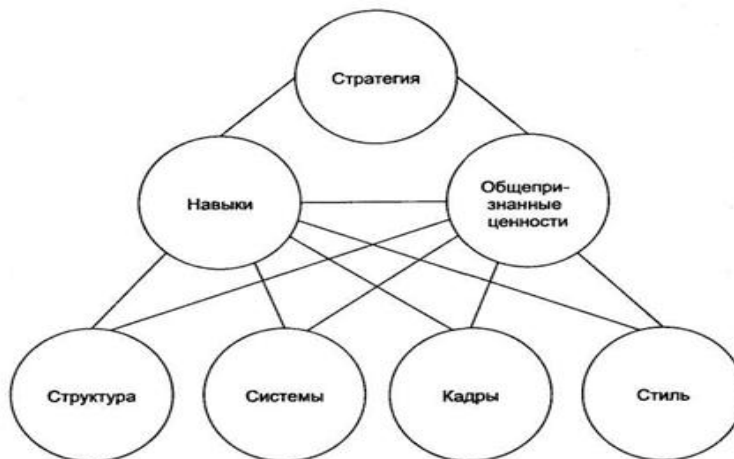 Стратегия
Навыки
Общепри-
знанные
ценности
Структура
Системы
Кадры
Стиль